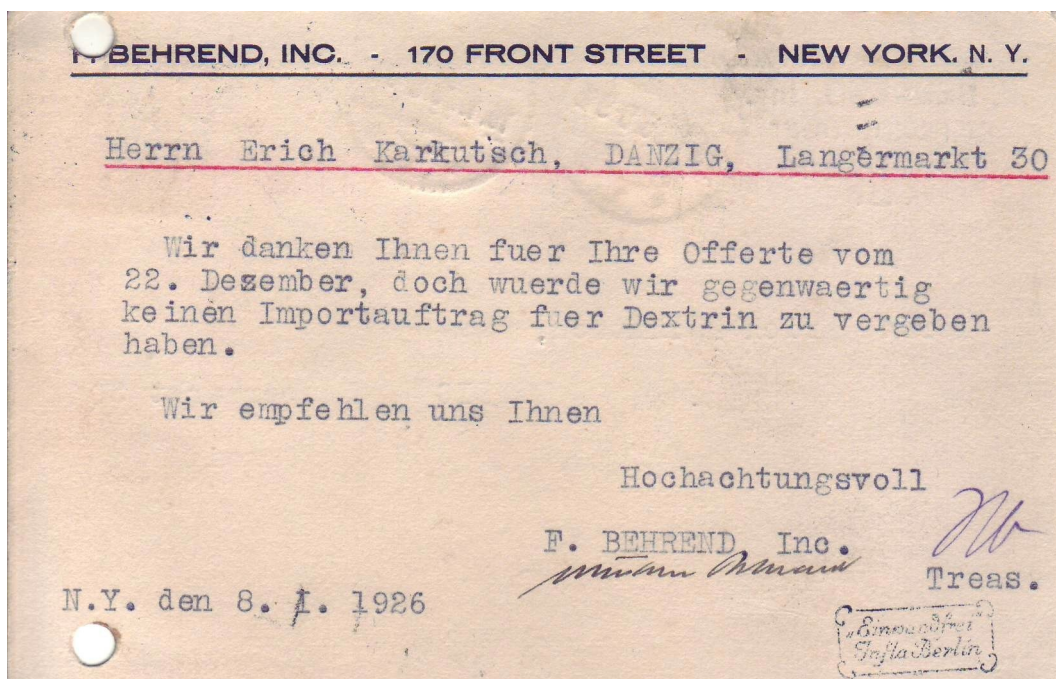 F. BEHREND, INC. - 170 FRONT STREET - NEW YORK. N. Y.
Herrn Erich Karkutsch, DANZIG, Langermarkt 30
Wir danken Ihnen fuer Ihre Offerte vom
22. Dezember, doch wuerde wir gegenwaertig
keinen Importauftrag fuer Dextrin zu vergeben
haben.
Wir empfehlen uns Ihnen
Hochachtungsvoll
F. BEHREND Inc.
Treas.
N.Y. den 8. I. 1926
„Einwandfrei"
Infla Berlin